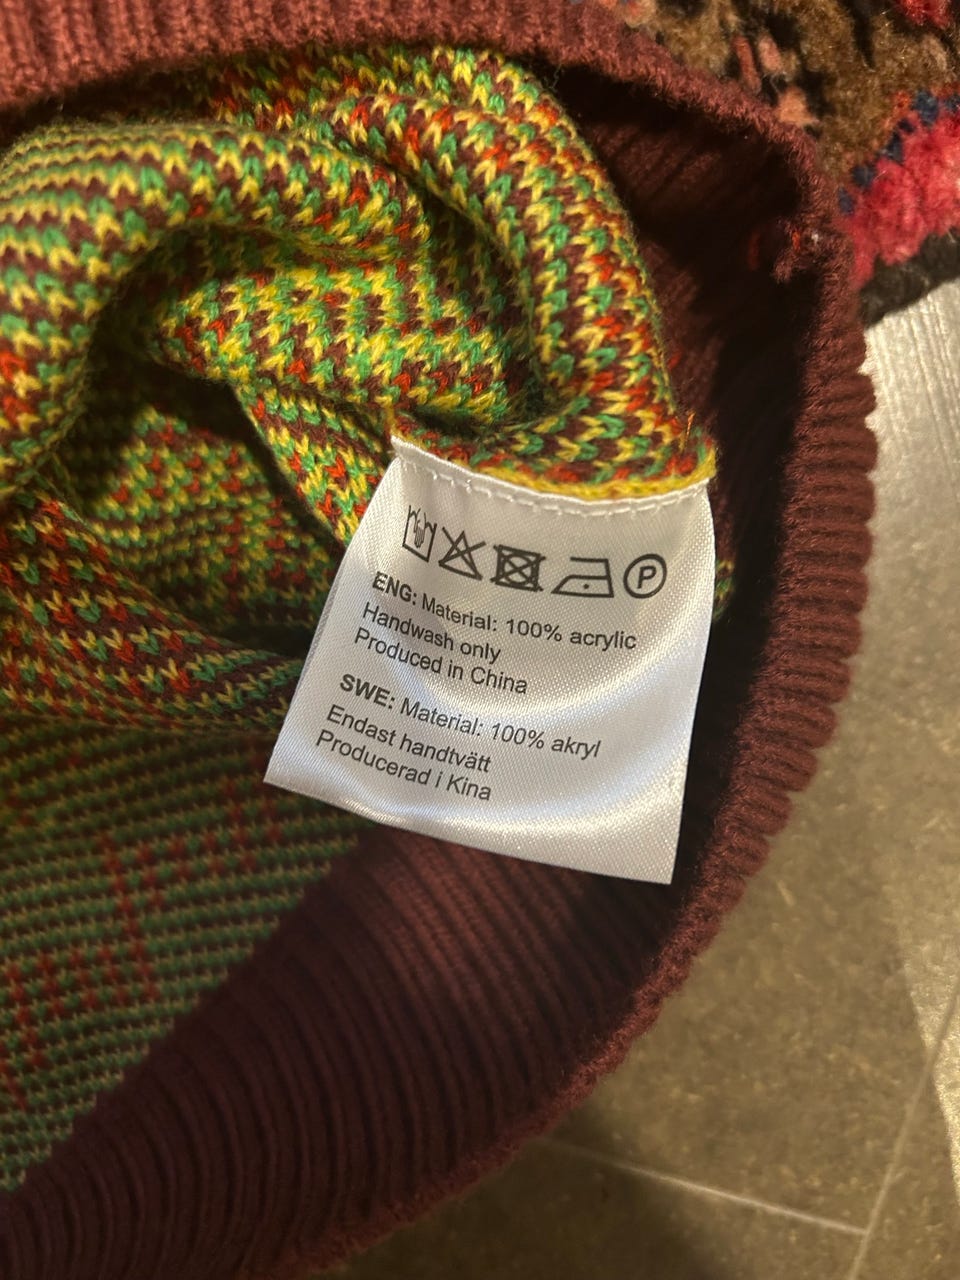 P
ENG: Material: 100% acrylic
Handwash only
Produced in China
SWE: Material: 100% akryl
Endast handtvätt
Producerad i Kina